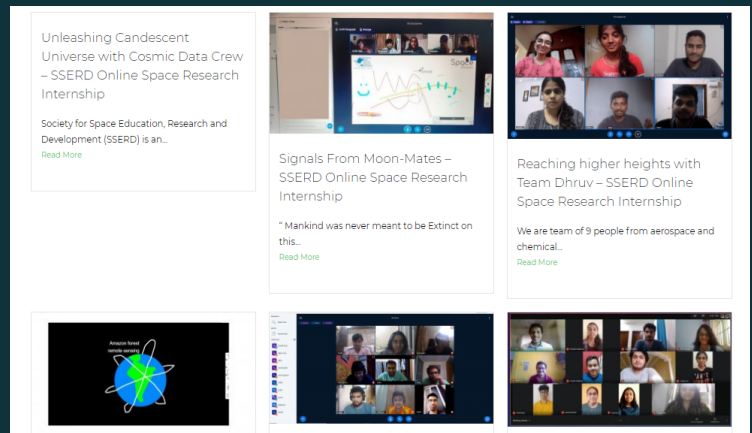 Unleashing Candescent
Universe with Cosmic Data Crew
– SSERD Online Space Research
Internship
Society for Space Education, Research and
Development (SSERD) is an...
Read More
Space
Signals From Moon-Mates –
SSERD Online Space Research
Internship
“ Mankind was never meant to be Extinct on
this...
Read More
Reaching higher heights with
Team Dhruv – SSERD Online
Space Research Internship
We are team of 9 people from aerospace and
chemical...
Read More
Amazon forest
remote sensing